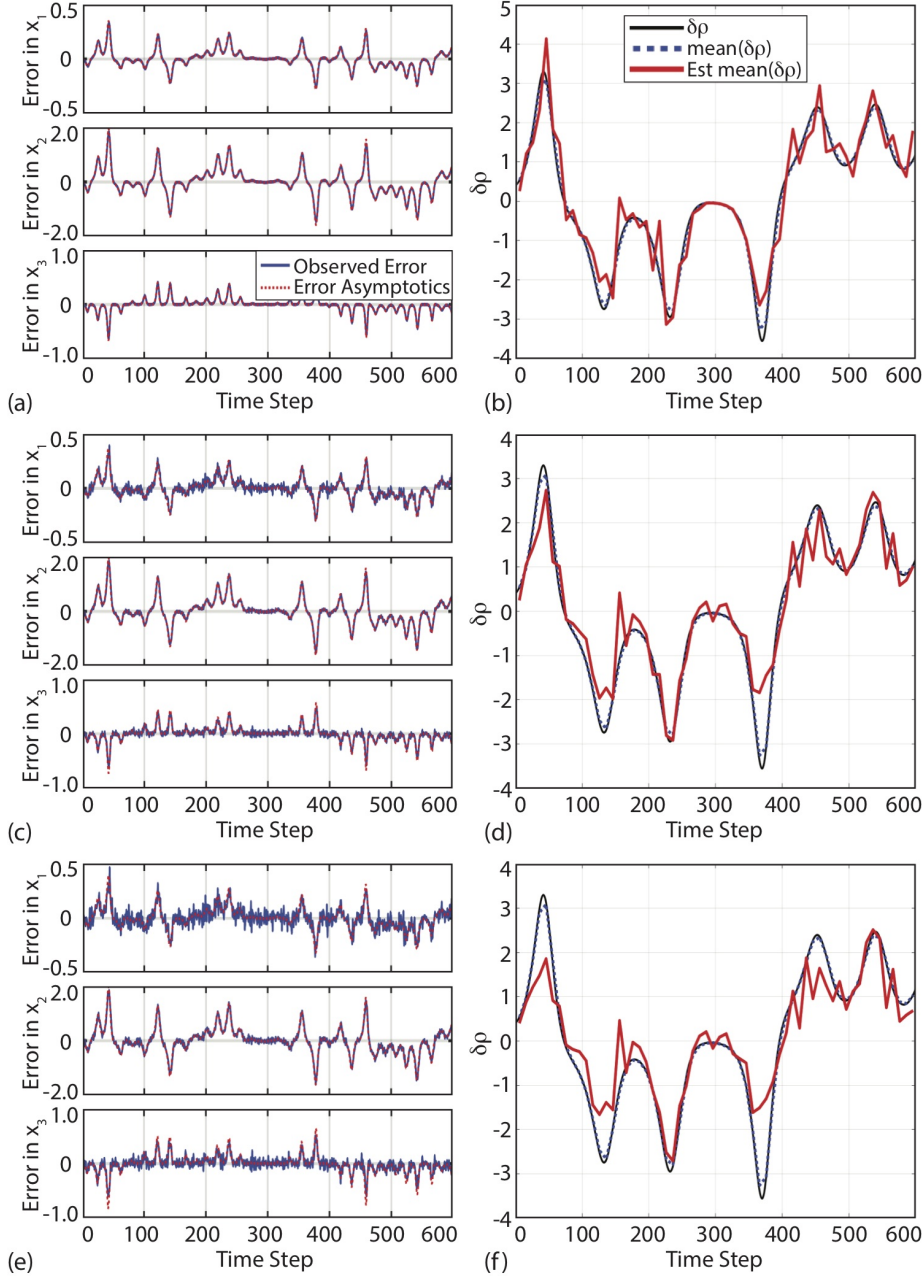 0.5
0
-0.5
Error in x1
2.0
0
2.0
Error in x2
1.0
0
-1.0
Error in x3
Observed Error
Error Asymptotics
0 100 200 300 400 500 600
Time Step
(a)
4
3
2
1
0
-1
-2
-3
-4
δρ
δρ
mean(δρ)
Est mean(δρ)
0 100 200 300 400 500 600
Time Step
(b)
0.5
0
-0.5
Error in x1
2.0
0
-2.0
Error in x2
1.0
0
-1.0
Error in x3
0 100 200 300 400 500 600
Time Step
(c)
4
3
2
1
0
-1
-2
-3
-4
δρ
0 100 200 300 400 500 600
Time Step
(d)
0.5
0
-0.5
Error in x1
2.0
0
-2.0
Error in x2
1.0
0
-1.0
Error in x3
0 100 200 300 400 500 600
Time Step
(e)
4
3
2
1
0
-1
-2
-3
-4
δρ
0 100 200 300 400 500 600
Time Step
(f)